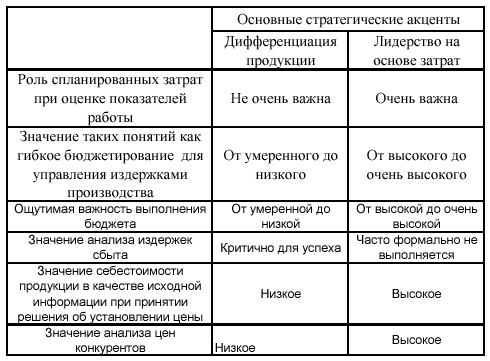 Основные стратегические акценты
Дифференциация
продукции
Лидерство на
основе затрат
Роль спланированных затрат
при оценке показателей
работы
Не очень важна
Очень важна
Значение таких понятий как
гибкое бюджетирование для
управления издержками
производства
От умеренного до
низкого
От высокого до
очень высокого
Ощутимая важность выполнения
бюджета
От умеренной до
низкой
От высокой до очень
высокой
Значение анализа издержек
сбыта
Критично для успеха
Часто формально не
выполняется
Значение себестоимости
продукции в качестве исходной
информации при принятии
решения об установлении цены
Низкое
Высокое
Значение анализа цен
конкурентов
Низкое
Высокое